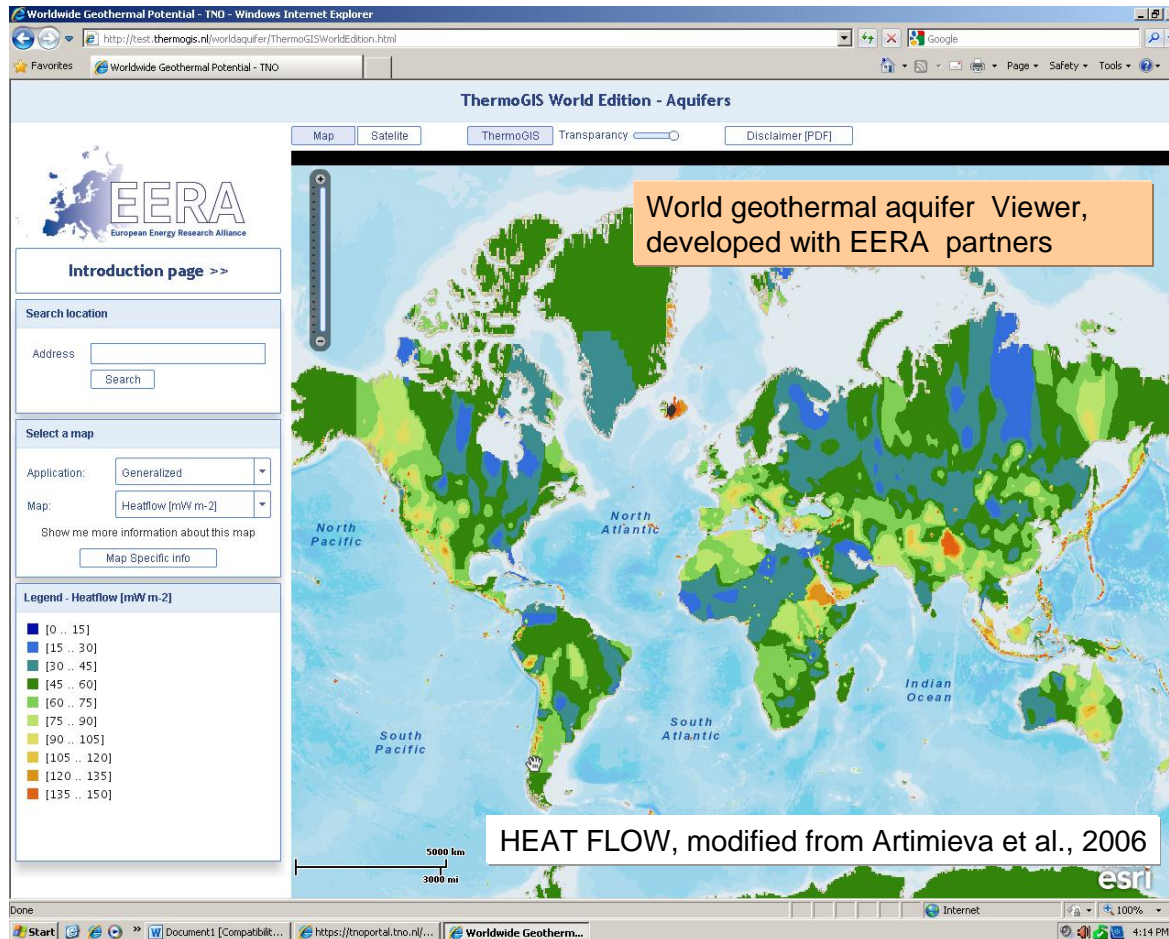 Worldwide Geothermal Potential - TNO - Windows Internet Explorer
http://test.thermogis.nl/worldaquifer/ThermoGISWorldEdition.html
Google
Favorites
Worldwide Geothermal Potential - TNO
Page
Safety
Tools
ThermoGIS World Edition - Aquifers
Map
Satelite
ThermoGIS
Transparancy
Disclaimer [PDF]
EERA
European Energy Research Alliance
World geothermal aquifer Viewer,
developed with EERA partners
Introduction page >>
Search location
Address
Search
Select a map
Application:
Generalized
Map:
Heatflow [mW m-2]
Show me more information about this map
Map Specific info
Legend - Heatflow [mW m-2]
[0 .. 15]
[15 .. 30]
[30 .. 45]
[45 .. 60]
[60 .. 75]
[75 .. 90]
[90 .. 105]
[105 .. 120]
[120 .. 135]
[135 .. 150]
North
Pacific
North
Atlantic
South
Pacific
South
Atlantic
Indian
Ocean
HEAT FLOW, modified from Artimieva et al., 2006
5000 km
3000 mi
esri
Done
Internet
100%
Start
»
Document1 [Compatibilit...
https://tnoportal.tno.nl/...
Worldwide Geotherm...
4:14 PM